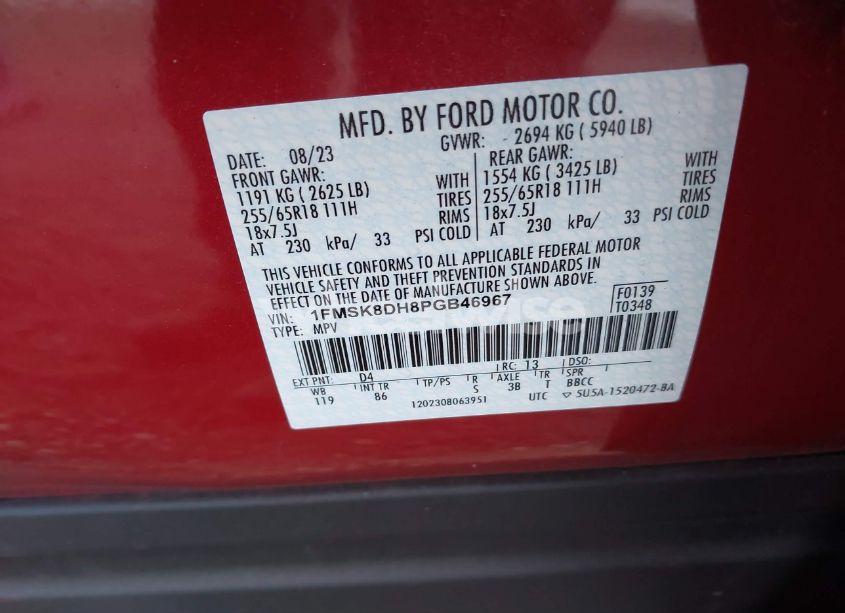 MFD. BY FORD MOTOR CO.
DATE: 08/23 GVWR: 2694 KG ( 5940 LB)
FRONT GAWR: REAR GAWR:
1191 KG ( 2625 LB) WITH 1554 KG ( 3425 LB) WITH
255/65R18 111H TIRES 255/65R18 111H TIRES
18x7.5J RIMS 18x7.5J RIMS
AT 230 kPa/ 33 PSI COLD AT 230 kPa/ 33 PSI COLD
THIS VEHICLE CONFORMS TO ALL APPLICABLE FEDERAL MOTOR
VEHICLE SAFETY AND THEFT PREVENTION STANDARDS IN
EFFECT ON THE DATE OF MANUFACTURE SHOWN ABOVE.
VIN: 1FMSK8DH8PGB46967 F0139
TYPE: MPV T0348
EXT PNT: D4 RC: 13 DSO:
WB INT TR TP/PS R AXLE TR SPR
119 86 S 3B T BBCC
1202308063951 UTC ▽ SU5A-1520472-BA